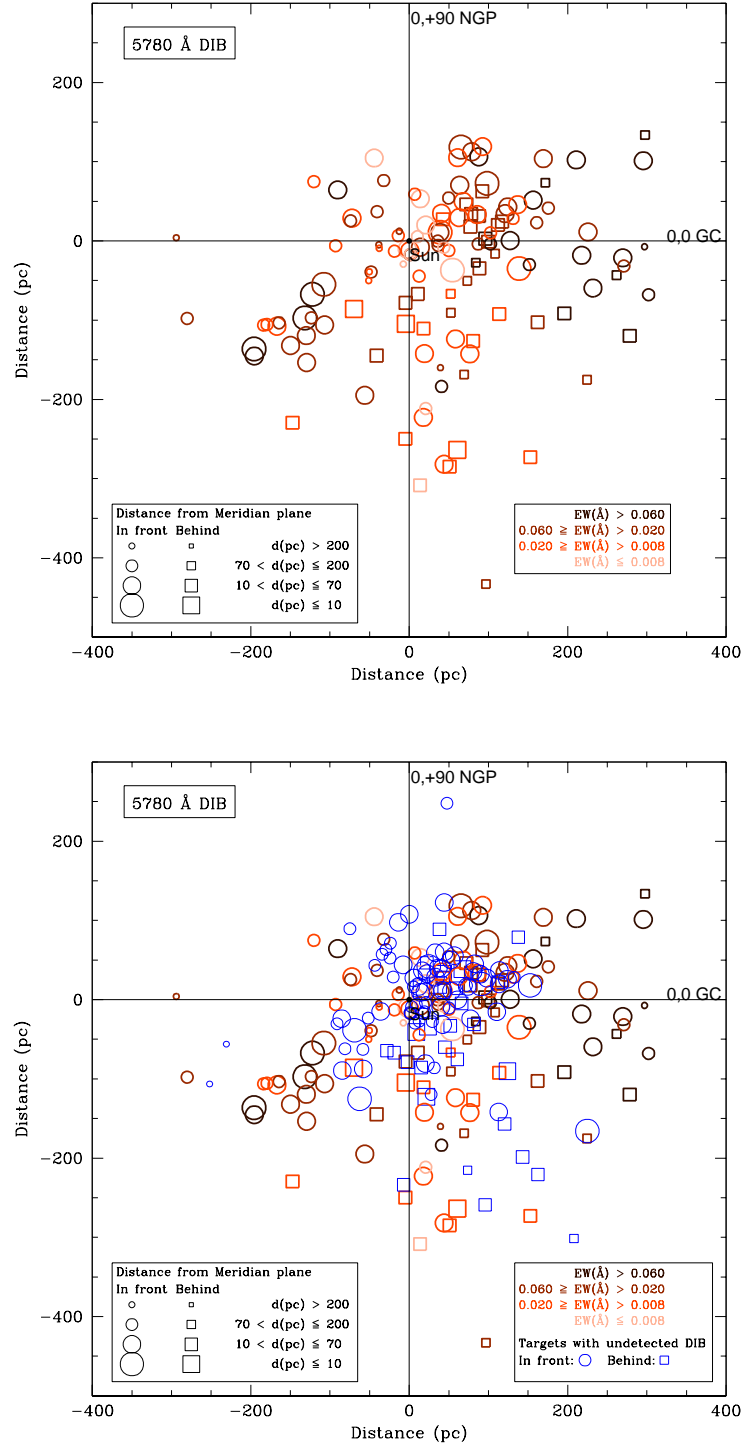 0,+90 NGP
5780 Å DIB
200
0
-200
-400
Distance (pc)
0,0 GC
Sun
Distance from Meridian plane
In front Behind
d(pc) > 200
70 < d(pc) ≦ 200
10 < d(pc) ≦ 70
d(pc) ≦ 10
EW(Å) > 0.060
0.060 ≧ EW(Å) > 0.020
0.020 ≧ EW(Å) > 0.008
EW(Å) ≦ 0.008
-400 -200 0 200 400
Distance (pc)
0,+90 NGP
5780 Å DIB
200
0
-200
-400
Distance (pc)
0,0 GC
Sun
Distance from Meridian plane
In front Behind
d(pc) > 200
70 < d(pc) ≦ 200
10 < d(pc) ≦ 70
d(pc) ≦ 10
EW(Å) > 0.060
0.060 ≧ EW(Å) > 0.020
0.020 ≧ EW(Å) > 0.008
EW(Å) ≦ 0.008
Targets with undetected DIB
In front: Behind:
-400 -200 0 200 400
Distance (pc)